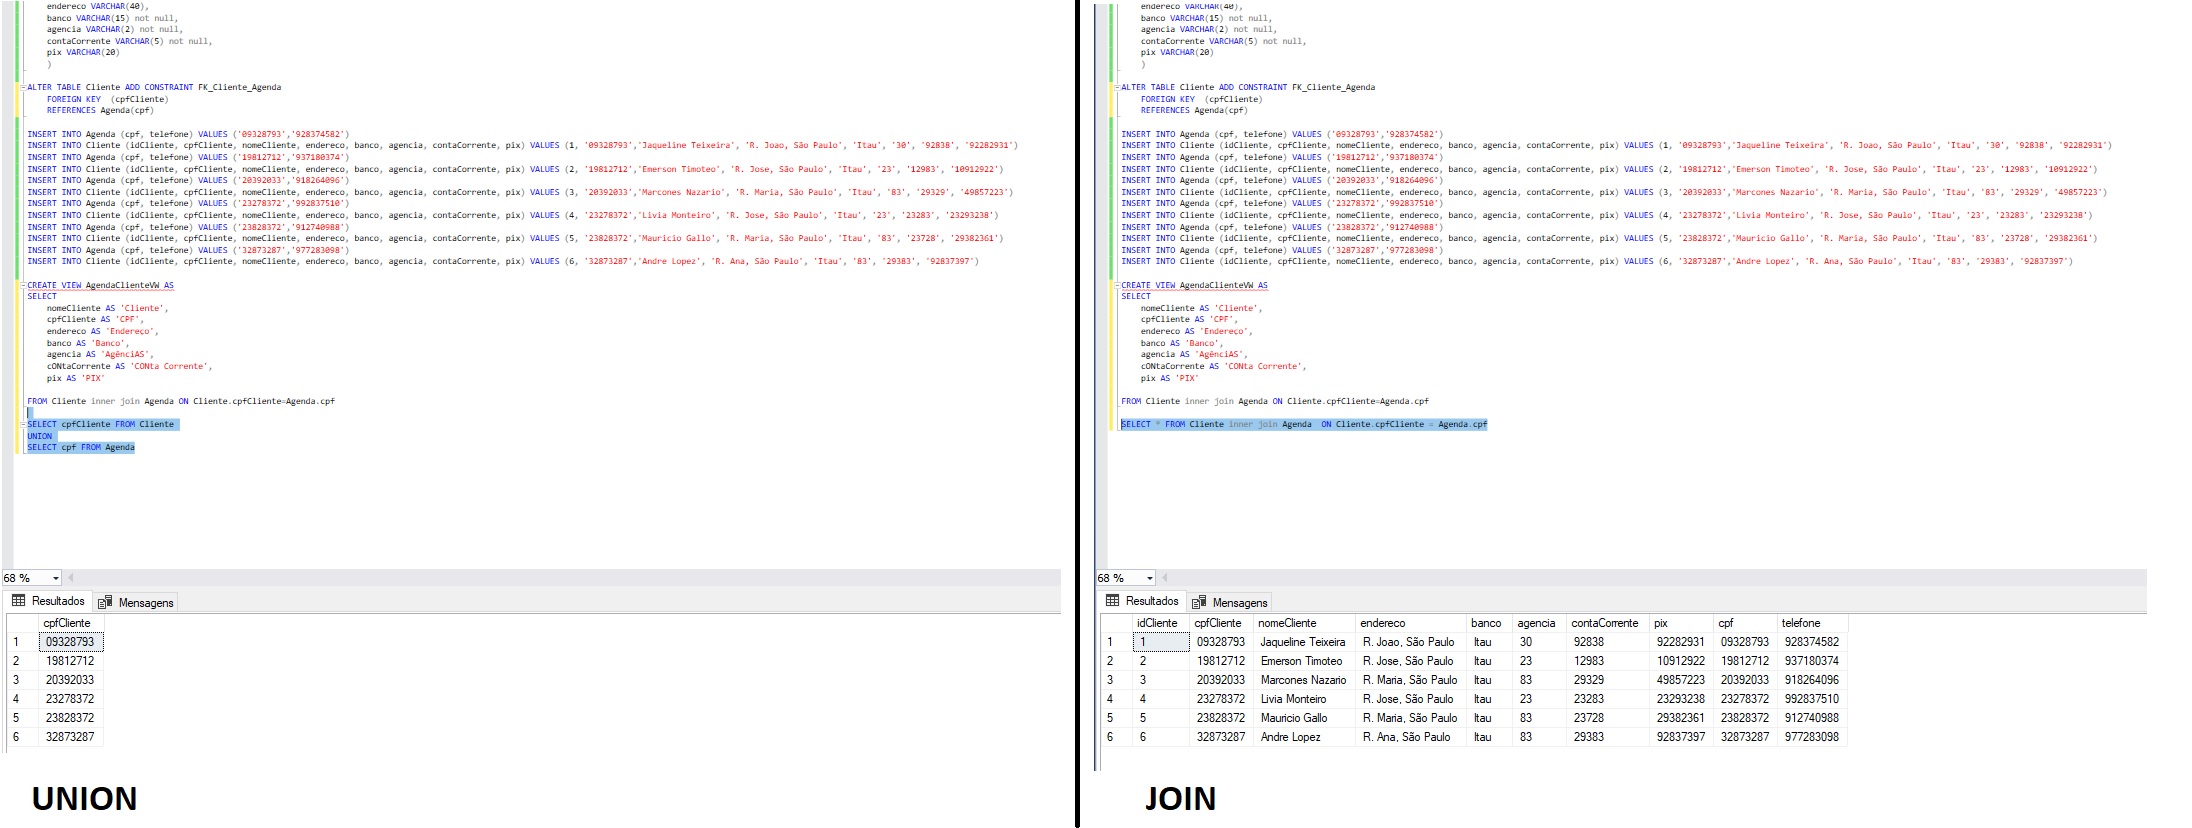 endereco VARCHAR(40),
banco VARCHAR(15) not null,
agencia VARCHAR(2) not null,
contaCorrente VARCHAR(5) not null,
pix VARCHAR(20)
)
ALTER TABLE Cliente ADD CONSTRAINT FK_Cliente_Agenda
FOREIGN KEY (cpfCliente)
REFERENCES Agenda(cpf)
INSERT INTO Agenda (cpf, telefone) VALUES ('09328793','928374582')
INSERT INTO Cliente (idCliente, cpfCliente, nomeCliente, endereco, banco, agencia, contaCorrente, pix) VALUES (1, '09328793','Jaqueline Teixeira', 'R. Joao, São Paulo', 'Itau', '30', '92838', '92282931')
INSERT INTO Agenda (cpf, telefone) VALUES ('19812712','937180374')
INSERT INTO Cliente (idCliente, cpfCliente, nomeCliente, endereco, banco, agencia, contaCorrente, pix) VALUES (2, '19812712','Emerson Timoteo', 'R. Jose, São Paulo', 'Itau', '23', '12983', '10912922')
INSERT INTO Agenda (cpf, telefone) VALUES ('20392033','918264096')
INSERT INTO Cliente (idCliente, cpfCliente, nomeCliente, endereco, banco, agencia, contaCorrente, pix) VALUES (3, '20392033','Marcones Nazario', 'R. Maria, São Paulo', 'Itau', '83', '29329', '49857223')
INSERT INTO Agenda (cpf, telefone) VALUES ('23278372','992837510')
INSERT INTO Cliente (idCliente, cpfCliente, nomeCliente, endereco, banco, agencia, contaCorrente, pix) VALUES (4, '23278372','Livia Monteiro', 'R. Jose, São Paulo', 'Itau', '23', '23283', '23293238')
INSERT INTO Agenda (cpf, telefone) VALUES ('23828372','912740988')
INSERT INTO Cliente (idCliente, cpfCliente, nomeCliente, endereco, banco, agencia, contaCorrente, pix) VALUES (5, '23828372','Mauricio Gallo', 'R. Maria, São Paulo', 'Itau', '83', '23728', '29382361')
INSERT INTO Agenda (cpf, telefone) VALUES ('32873287','977283098')
INSERT INTO Cliente (idCliente, cpfCliente, nomeCliente, endereco, banco, agencia, contaCorrente, pix) VALUES (6, '32873287','Andre Lopez', 'R. Ana, São Paulo', 'Itau', '83', '29383', '92837397')
CREATE VIEW AgendaClienteVW AS
SELECT
nomeCliente AS 'Cliente',
cpfCliente AS 'CPF',
endereco AS 'Endereço',
banco AS 'Banco',
agencia AS 'AgênciAS',
cONtaCorrente AS 'CONta Corrente',
pix AS 'PIX'
FROM Cliente inner join Agenda ON Cliente.cpfCliente=Agenda.cpf
SELECT cpfCliente FROM Cliente
UNION
SELECT cpf FROM Agenda
68 %
Resultados Mensagens
cpfCliente
1 09328793
2 19812712
3 20392033
4 23278372
5 23828372
6 32873287
UNION
endereco VARCHAR(40),
banco VARCHAR(15) not null,
agencia VARCHAR(2) not null,
contaCorrente VARCHAR(5) not null,
pix VARCHAR(20)
)
ALTER TABLE Cliente ADD CONSTRAINT FK_Cliente_Agenda
FOREIGN KEY (cpfCliente)
REFERENCES Agenda(cpf)
INSERT INTO Agenda (cpf, telefone) VALUES ('09328793','928374582')
INSERT INTO Cliente (idCliente, cpfCliente, nomeCliente, endereco, banco, agencia, contaCorrente, pix) VALUES (1, '09328793','Jaqueline Teixeira', 'R. Joao, São Paulo', 'Itau', '30', '92838', '92282931')
INSERT INTO Agenda (cpf, telefone) VALUES ('19812712','937180374')
INSERT INTO Cliente (idCliente, cpfCliente, nomeCliente, endereco, banco, agencia, contaCorrente, pix) VALUES (2, '19812712','Emerson Timoteo', 'R. Jose, São Paulo', 'Itau', '23', '12983', '10912922')
INSERT INTO Agenda (cpf, telefone) VALUES ('20392033','918264096')
INSERT INTO Cliente (idCliente, cpfCliente, nomeCliente, endereco, banco, agencia, contaCorrente, pix) VALUES (3, '20392033','Marcones Nazario', 'R. Maria, São Paulo', 'Itau', '83', '29329', '49857223')
INSERT INTO Agenda (cpf, telefone) VALUES ('23278372','992837510')
INSERT INTO Cliente (idCliente, cpfCliente, nomeCliente, endereco, banco, agencia, contaCorrente, pix) VALUES (4, '23278372','Livia Monteiro', 'R. Jose, São Paulo', 'Itau', '23', '23283', '23293238')
INSERT INTO Agenda (cpf, telefone) VALUES ('23828372','912740988')
INSERT INTO Cliente (idCliente, cpfCliente, nomeCliente, endereco, banco, agencia, contaCorrente, pix) VALUES (5, '23828372','Mauricio Gallo', 'R. Maria, São Paulo', 'Itau', '83', '23728', '29382361')
INSERT INTO Agenda (cpf, telefone) VALUES ('32873287','977283098')
INSERT INTO Cliente (idCliente, cpfCliente, nomeCliente, endereco, banco, agencia, contaCorrente, pix) VALUES (6, '32873287','Andre Lopez', 'R. Ana, São Paulo', 'Itau', '83', '29383', '92837397')
CREATE VIEW AgendaClienteVW AS
SELECT
nomeCliente AS 'Cliente',
cpfCliente AS 'CPF',
endereco AS 'Endereço',
banco AS 'Banco',
agencia AS 'AgênciAS',
cONtaCorrente AS 'CONta Corrente',
pix AS 'PIX'
FROM Cliente inner join Agenda ON Cliente.cpfCliente=Agenda.cpf
SELECT * FROM Cliente inner join Agenda ON Cliente.cpfCliente = Agenda.cpf
68 %
Resultados Mensagens
idCliente cpfCliente nomeCliente endereco banco agencia contaCorrente pix cpf telefone
1 1 09328793 Jaqueline Teixeira R. Joao, São Paulo Itau 30 92838 92282931 09328793 928374582
2 2 19812712 Emerson Timoteo R. Jose, São Paulo Itau 23 12983 10912922 19812712 937180374
3 3 20392033 Marcones Nazario R. Maria, São Paulo Itau 83 29329 49857223 20392033 918264096
4 4 23278372 Livia Monteiro R. Jose, São Paulo Itau 23 23283 23293238 23278372 992837510
5 5 23828372 Mauricio Gallo R. Maria, São Paulo Itau 83 23728 29382361 23828372 912740988
6 6 32873287 Andre Lopez R. Ana, São Paulo Itau 83 29383 92837397 32873287 977283098
JOIN